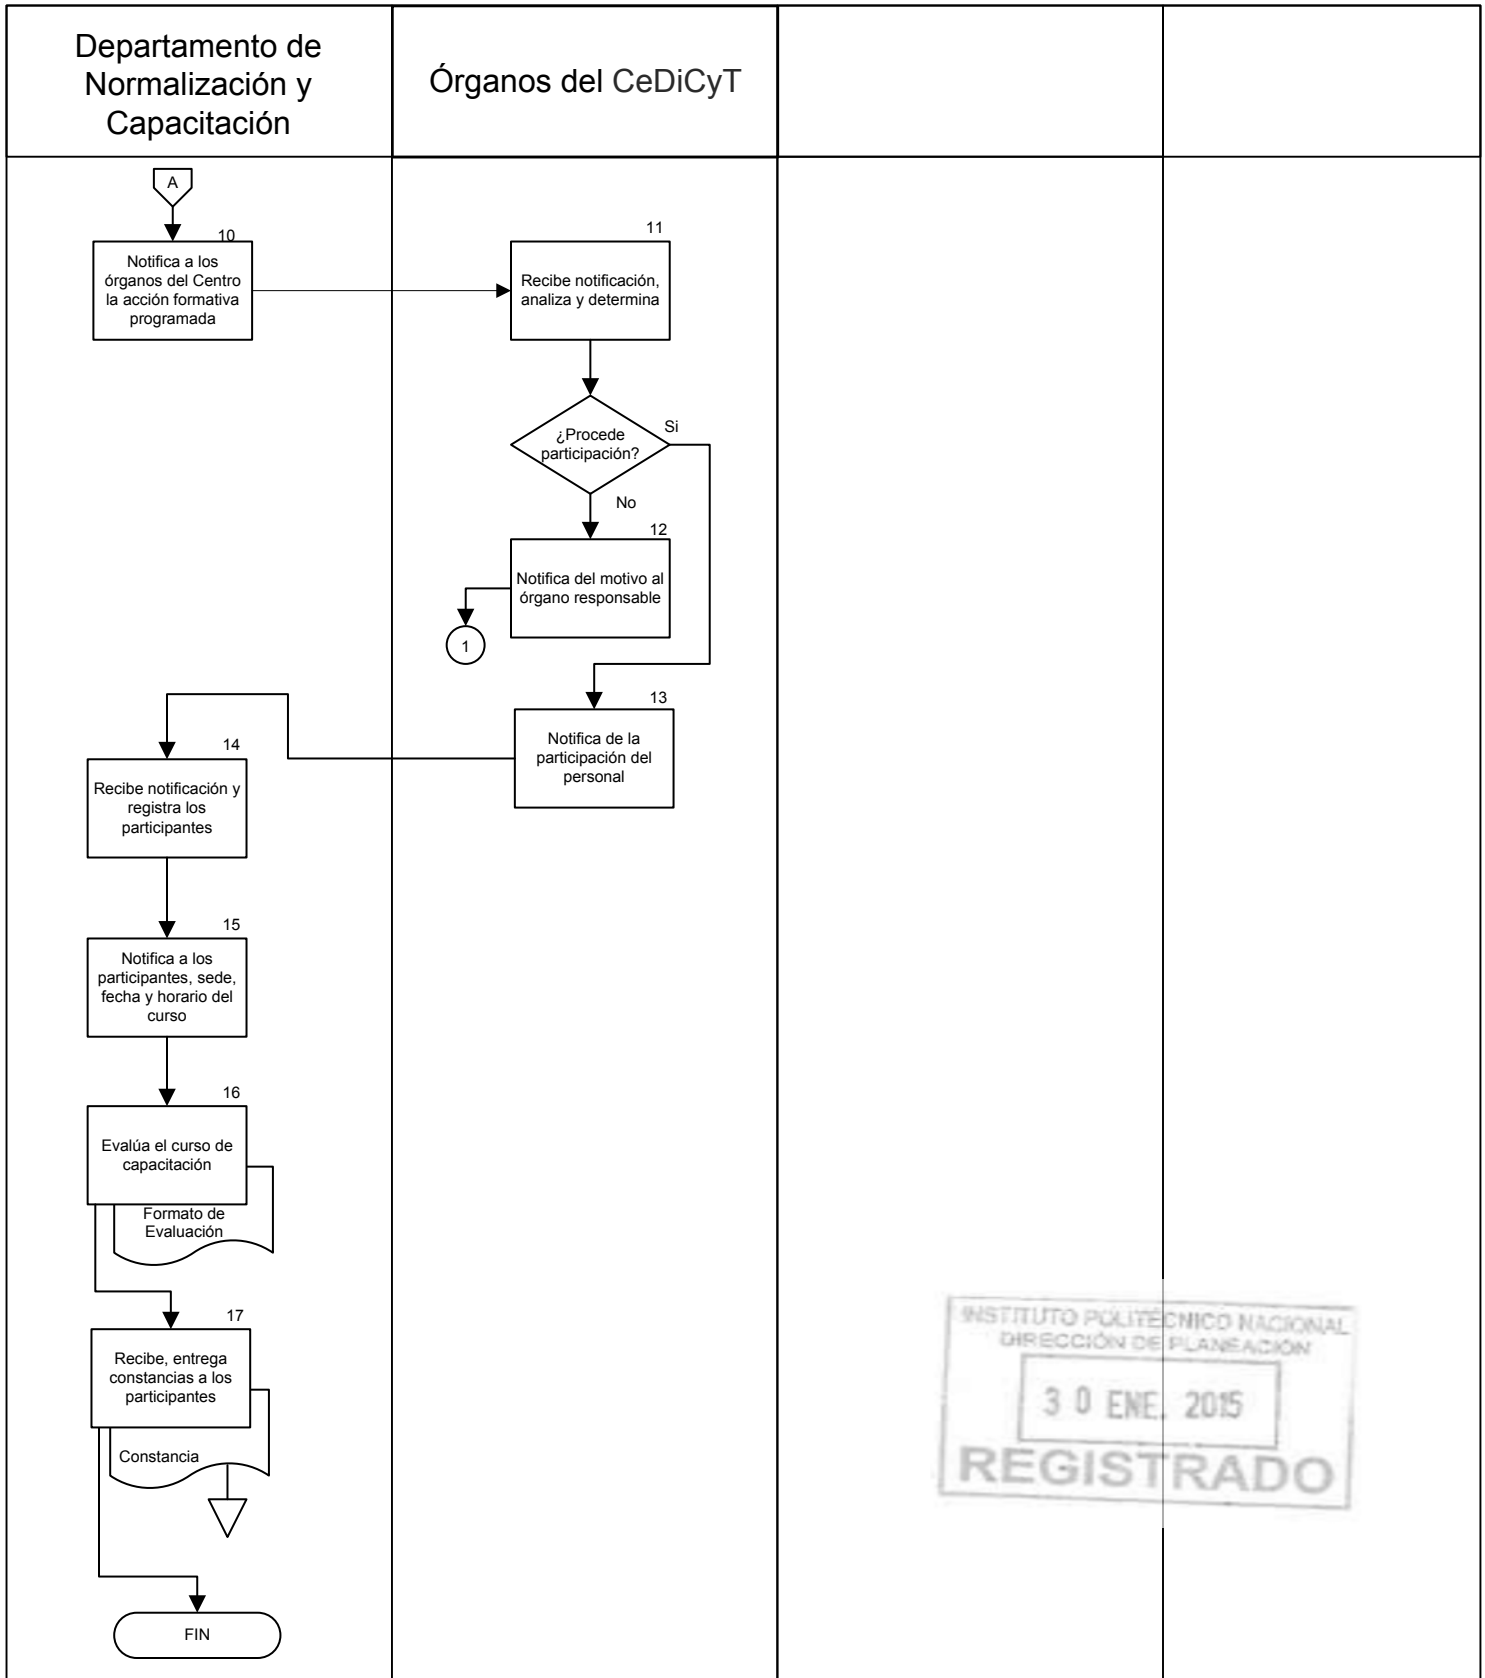 Departamento de
Normalización y
Capacitación
Órganos del CeDiCyT
A
10
Notifica a los
órganos del Centro
la acción formativa
programada
11
Recibe notificación,
analiza y determina
¿Procede
participación?
Si
No
12
Notifica del motivo al
órgano responsable
1
13
Notifica de la
participación del
personal
14
Recibe notificación y
registra los
participantes
15
Notifica a los
participantes, sede,
fecha y horario del
curso
16
Evalúa el curso de
capacitación
Formato de
Evaluación
17
Recibe, entrega
constancias a los
participantes
Constancia
FIN
INSTITUTO POLITÉCNICO NACIONAL
DIRECCIÓN DE PLANEACIÓN
30 ENE. 2015
REGISTRADO